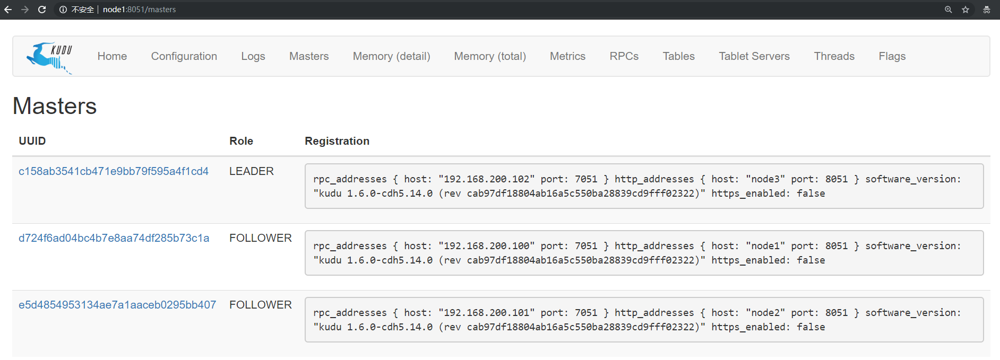 不安全 node1:8051/masters
KUDU Home Configuration Logs Masters Memory (detail) Memory (total) Metrics RPCs Tables Tablet Servers Threads Flags
Masters
UUID Role Registration
c158ab3541cb471e9bb79f595a4f1cd4 LEADER rpc_addresses { host: "192.168.200.102" port: 7051 } http_addresses { host: "node3" port: 8051 } software_version:
"kudu 1.6.0-cdh5.14.0 (rev cab97df18804ab16a5c550ba28839cd9fff02322)" https_enabled: false
d724f6ad04bc4b7e8aa74df285b73c1a FOLLOWER rpc_addresses { host: "192.168.200.100" port: 7051 } http_addresses { host: "node1" port: 8051 } software_version:
"kudu 1.6.0-cdh5.14.0 (rev cab97df18804ab16a5c550ba28839cd9fff02322)" https_enabled: false
e5d4854953134ae7a1aaceb0295bb407 FOLLOWER rpc_addresses { host: "192.168.200.101" port: 7051 } http_addresses { host: "node2" port: 8051 } software_version:
"kudu 1.6.0-cdh5.14.0 (rev cab97df18804ab16a5c550ba28839cd9fff02322)" https_enabled: false